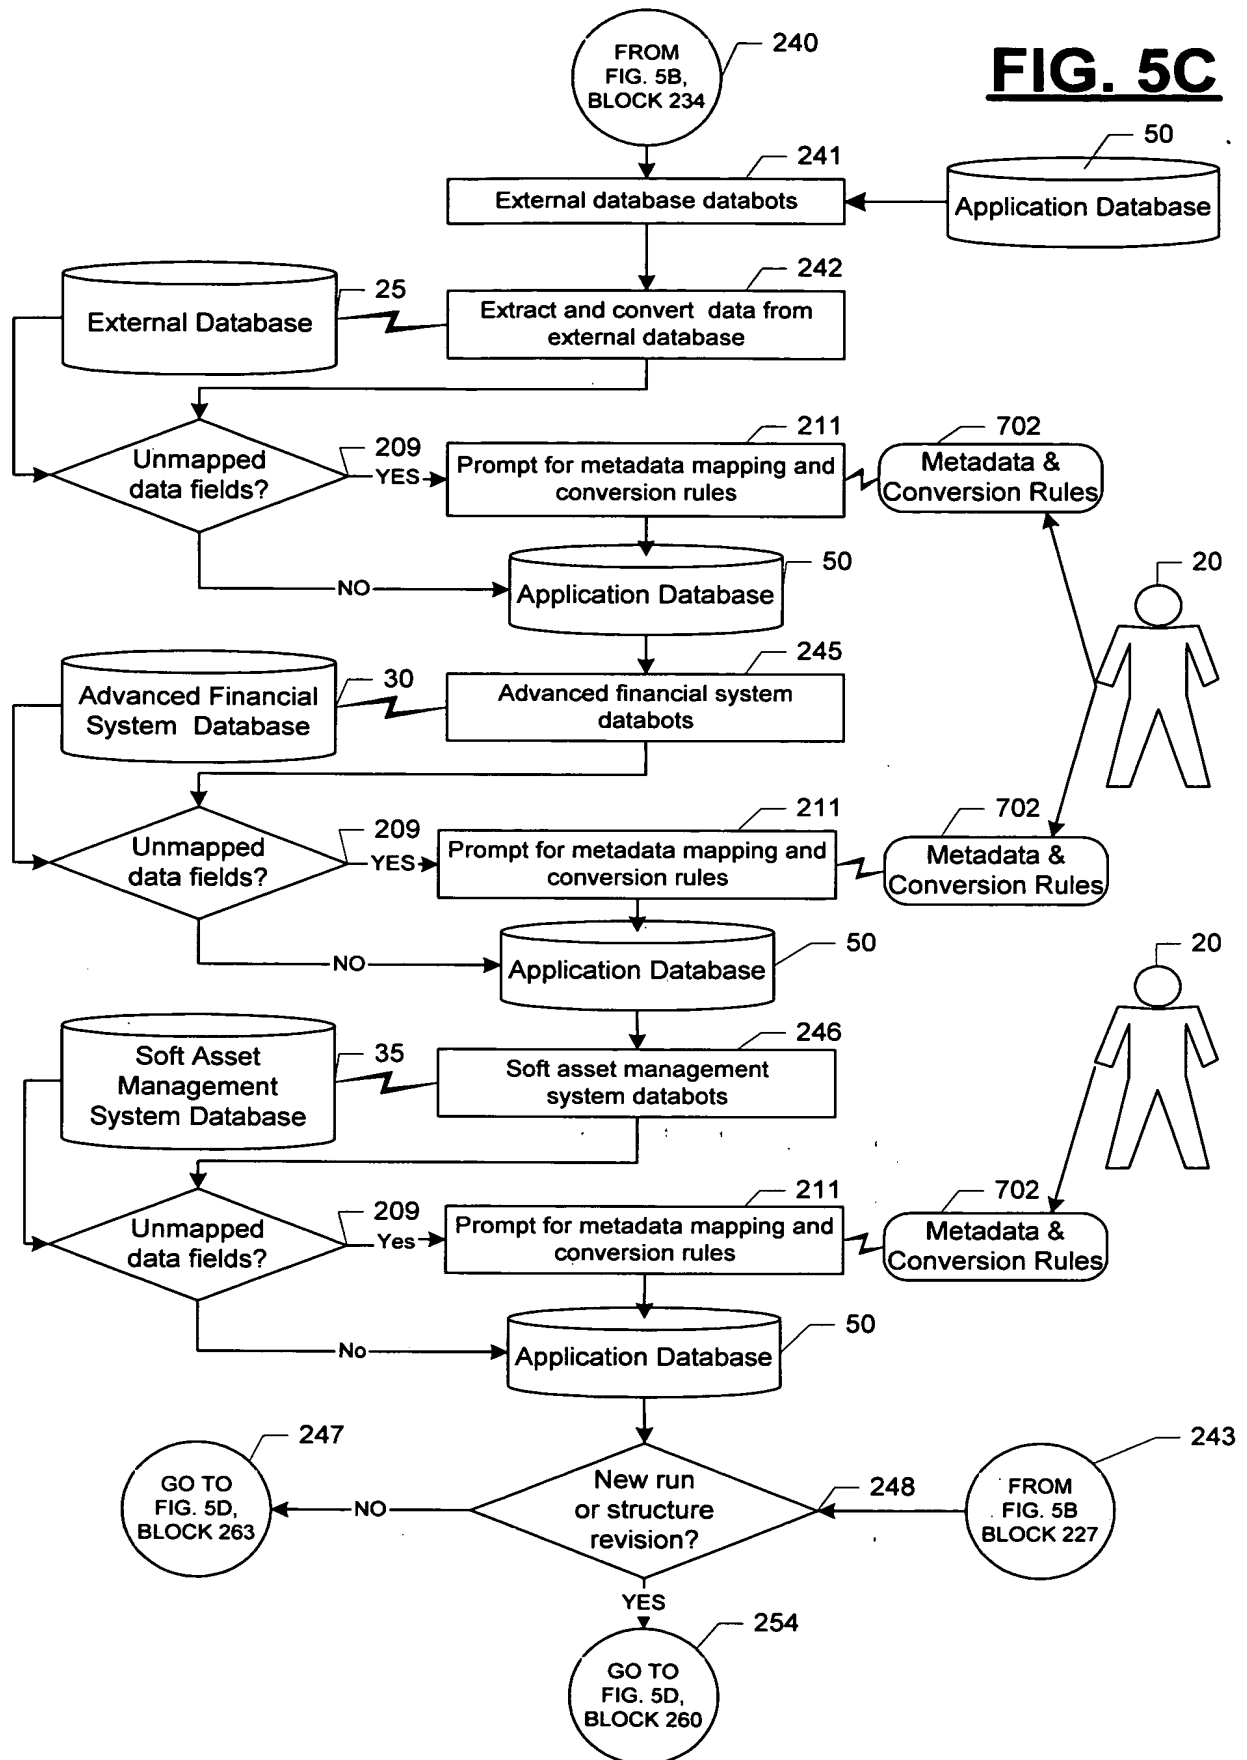 240
FROM
FIG. 5B,
BLOCK 234
FIG. 5C
50
241
External database databots
Application Database
242
25
External Database
Extract and convert data from
external database
209
211
702
Unmapped
data fields?
YES
Prompt for metadata mapping and
conversion rules
Metadata &
Conversion Rules
50
20
NO
Application Database
245
30
Advanced Financial
System Database
Advanced financial system
databots
209
211
702
Unmapped
data fields?
YES
Prompt for metadata mapping and
conversion rules
Metadata &
Conversion Rules
50
20
NO
Application Database
246
35
Soft Asset
Management
System Database
Soft asset management
system databots
209
211
702
Unmapped
data fields?
Yes
Prompt for metadata mapping and
conversion rules
Metadata &
Conversion Rules
50
No
Application Database
247
243
GO TO
FIG. 5D,
BLOCK 263
NO
New run
or structure
revision?
248
FROM
FIG. 5B
BLOCK 227
YES
254
GO TO
FIG. 5D,
BLOCK 260